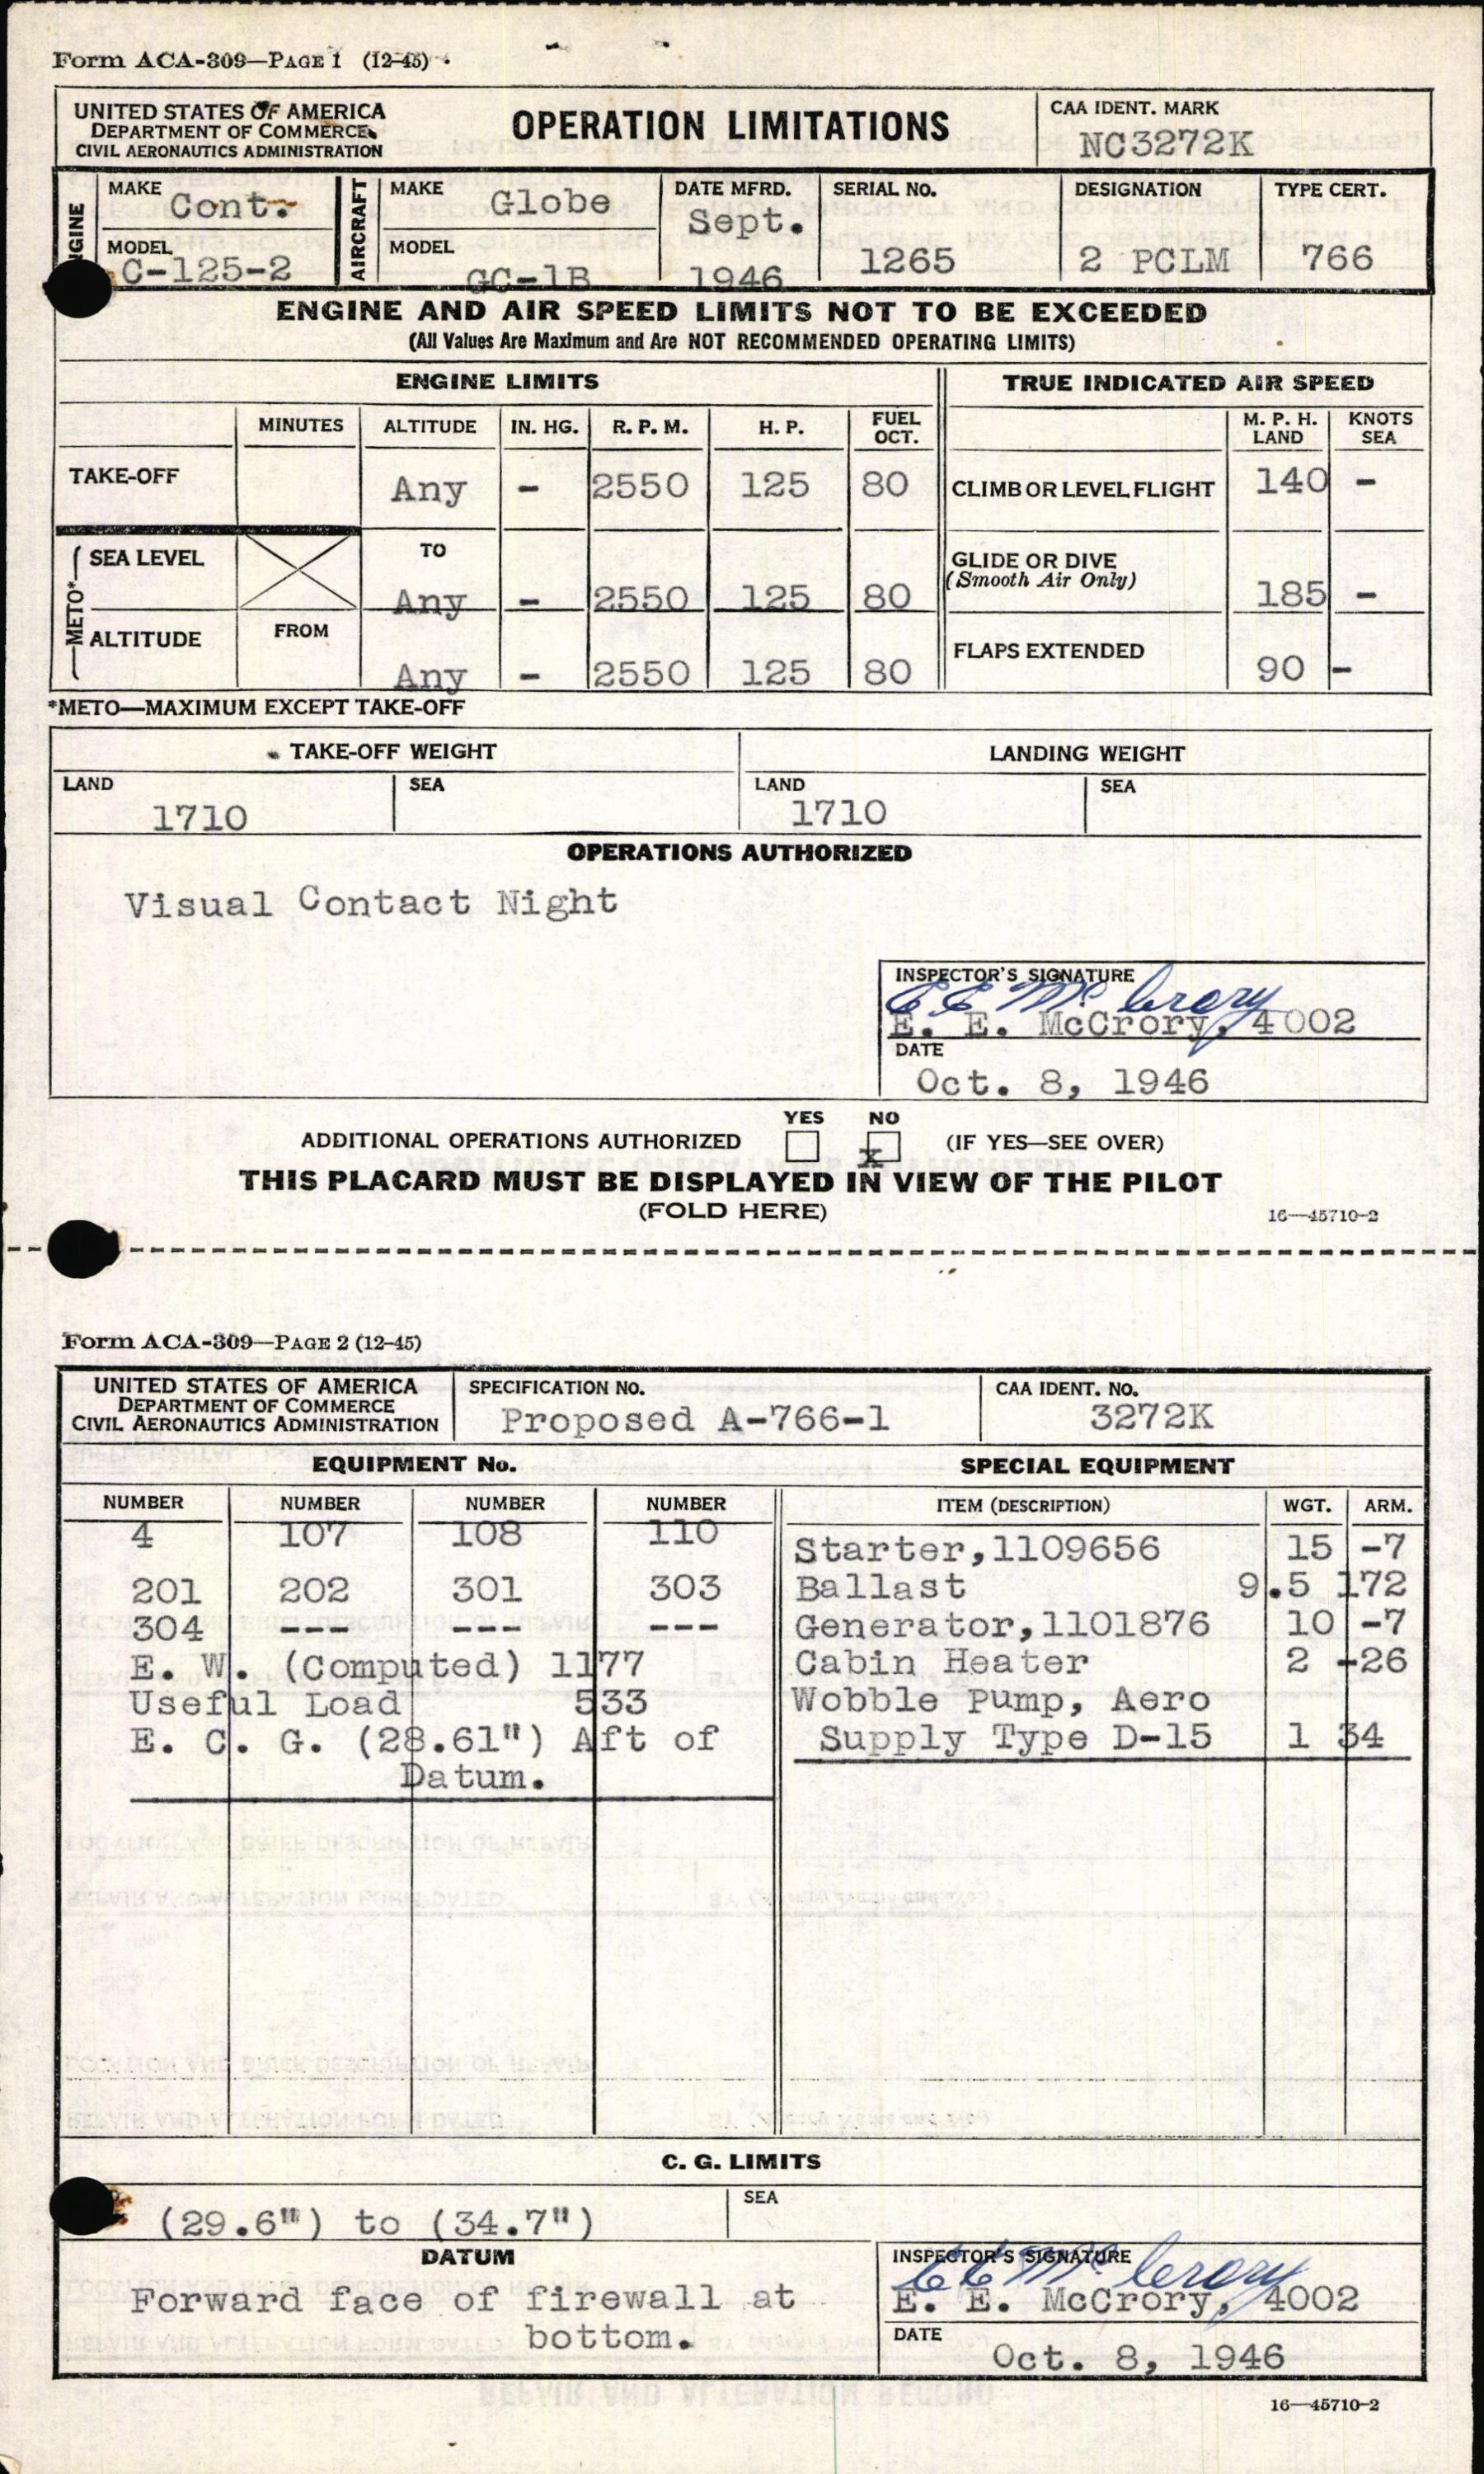 Form ACA-309—PAGE 1 (12-45)
UNITED STATES OF AMERICA
DEPARTMENT OF COMMERCE
CIVIL AERONAUTICS ADMINISTRATION
OPERATION LIMITATIONS
CAA IDENT. MARK
NC3272K
MAKE Cont.
MODEL C-125-2
AIRCRAFT
MAKE Globe
MODEL GC-1B
DATE MFRD. Sept. 1946
SERIAL NO. 1265
DESIGNATION 2 PCLM
TYPE CERT. 766
ENGINE AND AIR SPEED LIMITS NOT TO BE EXCEEDED
(All Values Are Maximum and Are NOT RECOMMENDED OPERATING LIMITS)
ENGINE LIMITS TRUE INDICATED AIR SPEED
MINUTES ALTITUDE IN. HG. R. P. M. H. P. FUEL OCT. M. P. H. LAND KNOTS SEA
TAKE-OFF Any - 2550 125 80 CLIMB OR LEVEL FLIGHT 140 -
METO* SEA LEVEL TO Any - 2550 125 80 GLIDE OR DIVE (Smooth Air Only) 185 -
ALTITUDE FROM Any - 2550 125 80 FLAPS EXTENDED 90 -
*METO—MAXIMUM EXCEPT TAKE-OFF
TAKE-OFF WEIGHT LANDING WEIGHT
LAND SEA LAND SEA
1710 1710
OPERATIONS AUTHORIZED
Visual Contact Night
INSPECTOR'S SIGNATURE
E E McCrory
E. E. McCrory, 4002
DATE
Oct. 8, 1946
YES NO
ADDITIONAL OPERATIONS AUTHORIZED x (IF YES—SEE OVER)
THIS PLACARD MUST BE DISPLAYED IN VIEW OF THE PILOT
(FOLD HERE)
16—45710-2
Form ACA-309—PAGE 2 (12-45)
UNITED STATES OF AMERICA
DEPARTMENT OF COMMERCE
CIVIL AERONAUTICS ADMINISTRATION
SPECIFICATION NO.
Proposed A-766-1
CAA IDENT. NO.
3272K
EQUIPMENT No. SPECIAL EQUIPMENT
NUMBER NUMBER NUMBER NUMBER ITEM (DESCRIPTION) WGT. ARM.
4 107 108 110 Starter,1109656 15 -7
201 202 301 303 Ballast 9.5 172
304 --- --- --- Generator,1101876 10 -7
E. W. (Computed) 1177 Cabin Heater 2 -26
Useful Load 533 Wobble Pump, Aero
E. C. G. (28.61") Aft of Supply Type D-15 1 34
Datum.
C. G. LIMITS
(29.6") to (34.7") SEA
DATUM
Forward face of firewall at
bottom.
INSPECTOR'S SIGNATURE
E E McCrory
E. E. McCrory, 4002
DATE
Oct. 8, 1946
16—45710-2